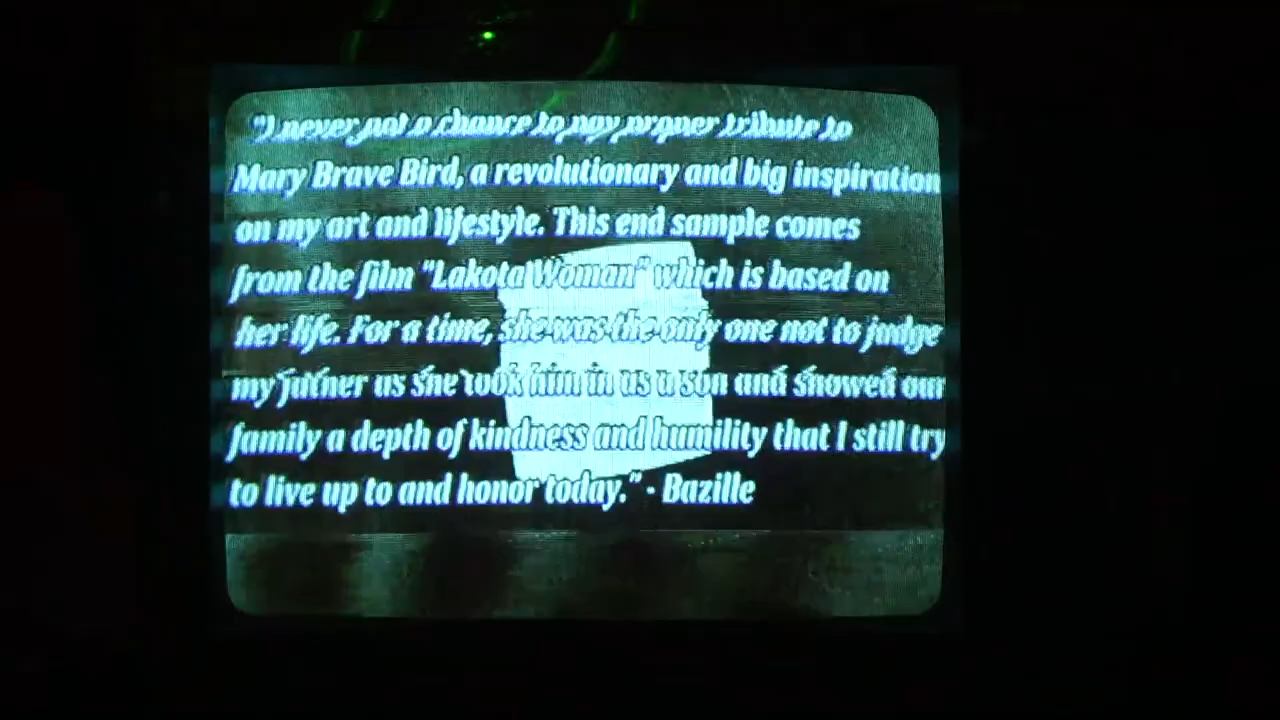 "I never got a chance to pay proper tribute to
Mary Brave Bird, a revolutionary and big inspiration
on my art and lifestyle. This end sample comes
from the film "Lakota Woman" which is based on
her life. For a time, she was the only one not to judge
my father as she took him in as a son and showed our
family a depth of kindness and humility that I still try
to live up to and honor today." - Bazille